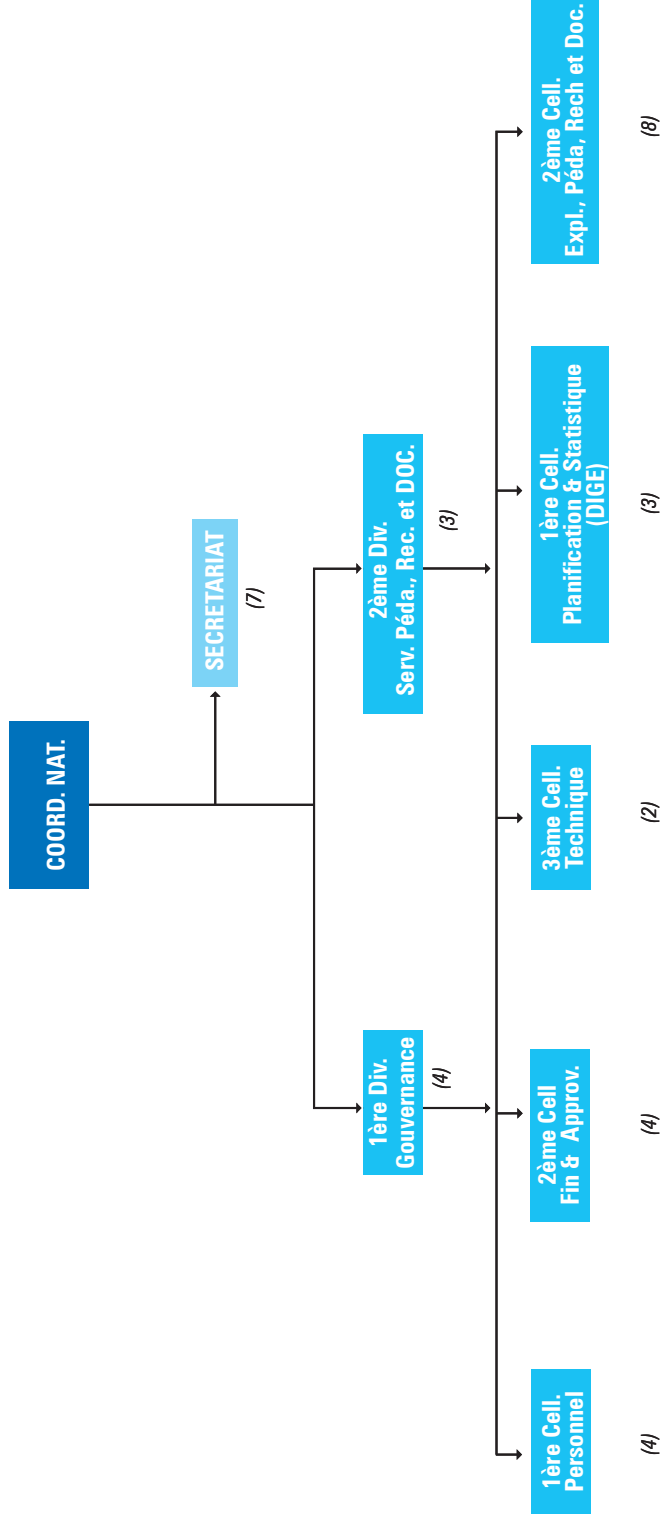 COORD. NAT.
SECRETARIAT
(7)
1ère Div.
Gouvernance
(4)
2ème Div.
Serv. Péda., Rec. et DOC.
(3)
1ère Cell.
Personnel
(4)
2ème Cell
Fin & Approv.
(4)
3ème Cell.
Technique
(2)
1ère Cell.
Planification & Statistique
(DIGE)
(3)
2ème Cell.
Expl., Péda, Rech et Doc.
(8)